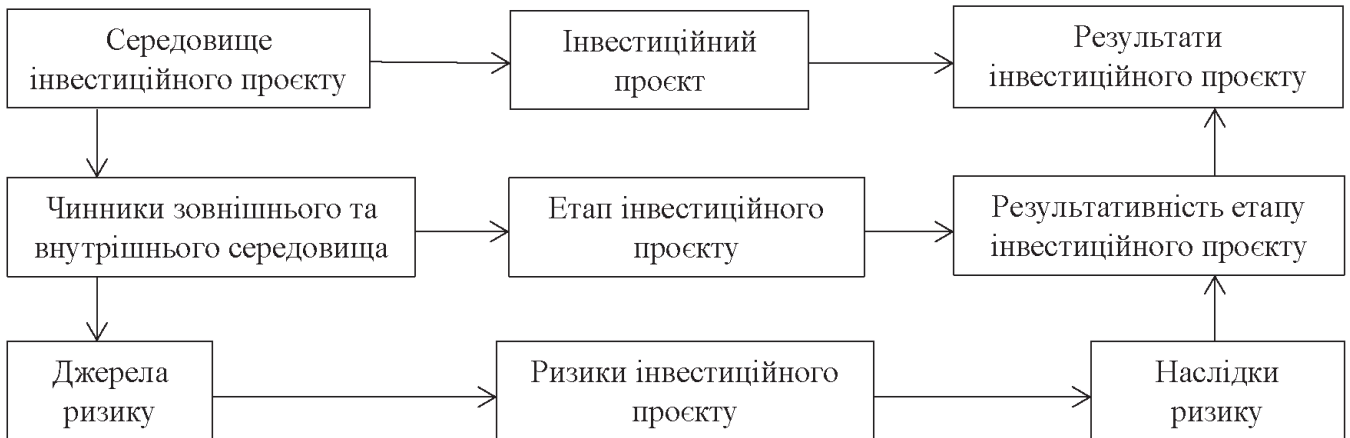 Середовище
інвестиційного проєкту
Інвестиційний
проєкт
Результати
інвестиційного проєкту
Чинники зовнішнього та
внутрішнього середовища
Етап інвестиційного
проєкту
Результативність етапу
інвестиційного проєкту
Джерела
ризику
Ризики інвестиційного
проєкту
Наслідки
ризику